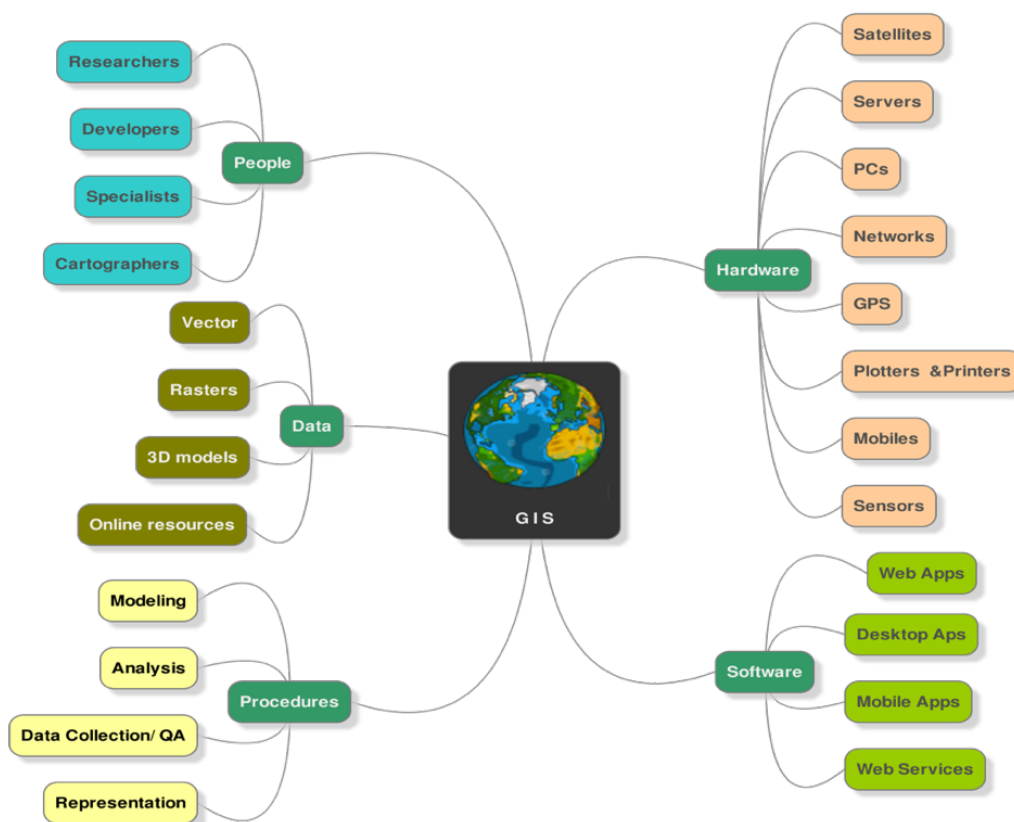 Researchers
Developers
Specialists
Cartographers
People
Vector
Rasters
3D models
Online resources
Data
Modeling
Analysis
Data Collection/ QA
Representation
Procedures
G I S
Hardware
Satellites
Servers
PCs
Networks
GPS
Plotters &Printers
Mobiles
Sensors
Software
Web Apps
Desktop Aps
Mobile Apps
Web Services